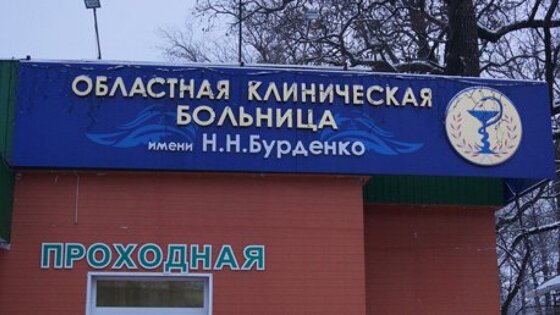 ОБЛАСТНАЯ КЛИНИЧЕСКАЯ
БОЛЬНИЦА
имени Н.Н.Бурденко
ПРОХОДНАЯ